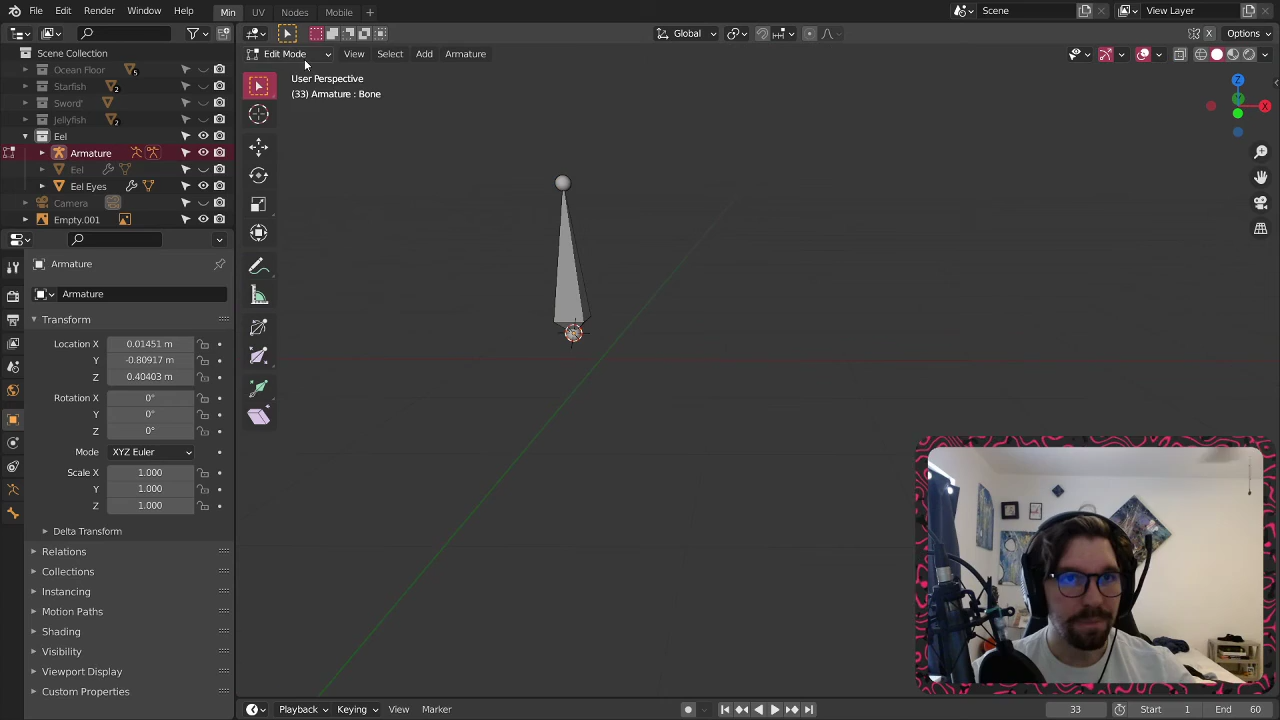 File Edit Render Window Help Min UV Nodes Mobile + Scene View Layer
Global Options
Edit Mode View Select Add Armature
Scene Collection
Ocean Floor 5
Starfish 2
Sword'
Jellyfish 2
Eel
Armature
Eel
Eel Eyes
Camera
Empty.001
User Perspective
(33) Armature : Bone
Z
X
Armature
Armature
Transform
Location X 0.01451 m
Y -0.80917 m
Z 0.40403 m
Rotation X 0°
Y 0°
Z 0°
Mode XYZ Euler
Scale X 1.000
Y 1.000
Z 1.000
Delta Transform
Relations
Collections
Instancing
Motion Paths
Shading
Visibility
Viewport Display
Custom Properties
Playback Keying View Marker 33 Start 1 End 60